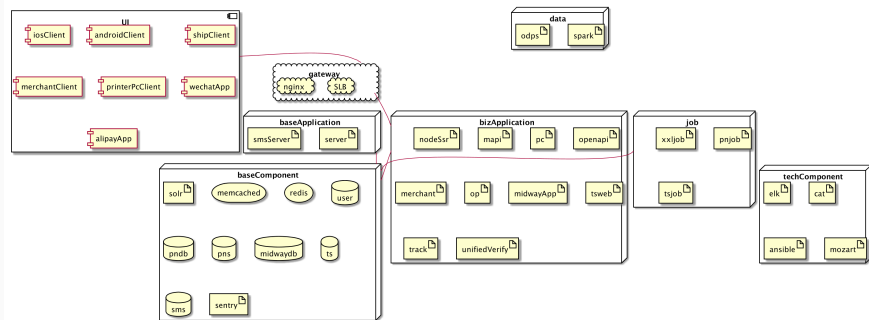 UI
iosClient
androidClient
shipClient
merchantClient
printerPcClient
wechatApp
alipayApp
data
odps
spark
gateway
nginx
SLB
baseApplication
smsServer
server
bizApplication
nodeSsr
mapi
pc
openapi
merchant
op
midwayApp
tsweb
track
unifiedVerify
job
xxljob
pnjob
tsjob
baseComponent
solr
memcached
redis
user
pndb
pns
midwaydb
ts
sms
sentry
techComponent
elk
cat
ansible
mozart